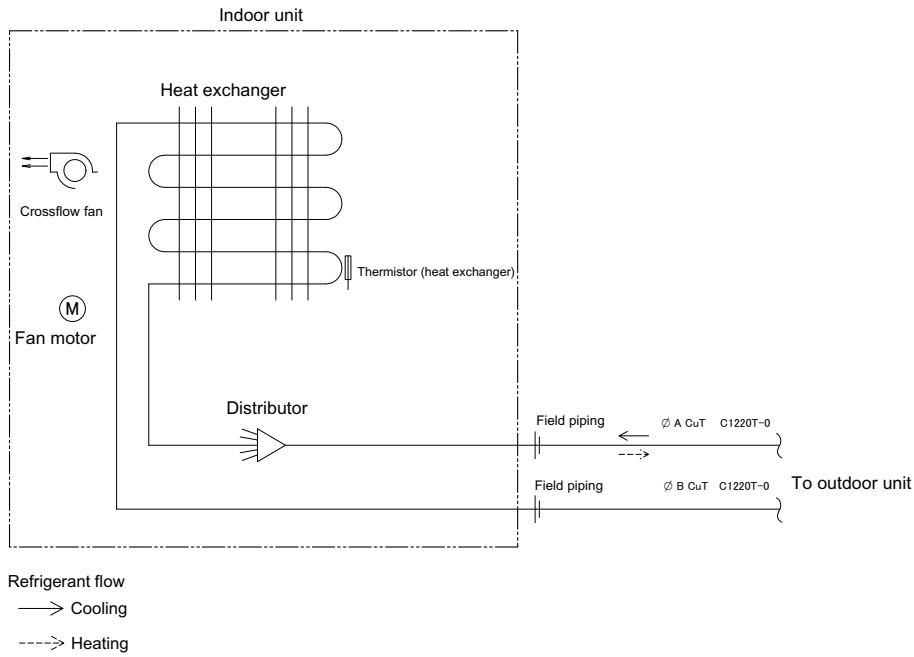 Indoor unit
Heat exchanger
Crossflow fan
Thermistor (heat exchanger)
M
Fan motor
Distributor
Field piping
Ø A CuT C1220T-0
Field piping
Ø B CuT C1220T-0
To outdoor unit
Refrigerant flow
Cooling
Heating